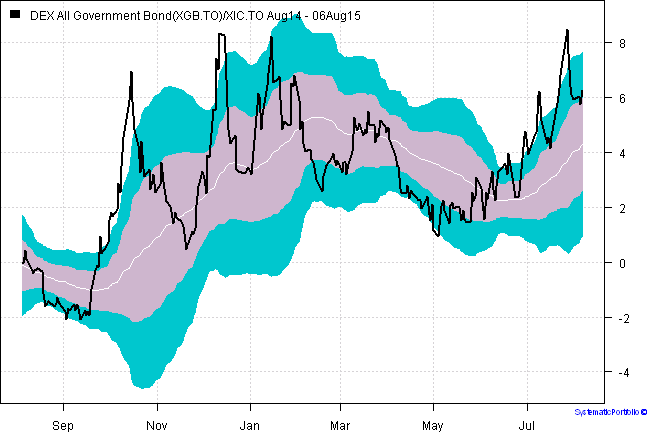 DEX All Government Bond(XGB.TO)/XIC.TO Aug14 - 06Aug15
8
6
4
2
0
-2
-4
Sep Nov Jan Mar May Jul
SystematicPortfolio ©